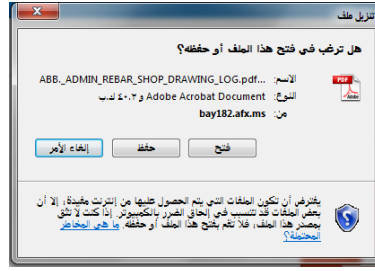 تنزيل ملف
هل ترغب في فتح هذا الملف أو حفظه؟
الاسم: ABB._ADMIN_REBAR_SHOP_DRAWING_LOG.pdf...
النوع: Adobe Acrobat Document و ٤٠.٢ ك.ب
من: bay182.afx.ms
فتح
حفظ
إلغاء الأمر
يفترض أن تكون الملفات التي يتم الحصول عليها من إنترنت مفيدة، إلا أن
بعض الملفات قد تتسبب في إلحاق الضرر بالكمبيوتر. إذا كنت لا تثق
بمصدر هذا الملف، فلا تقم بفتح هذا الملف أو حفظه. ما هي المخاطر
المحتملة؟
PDF
Adobe